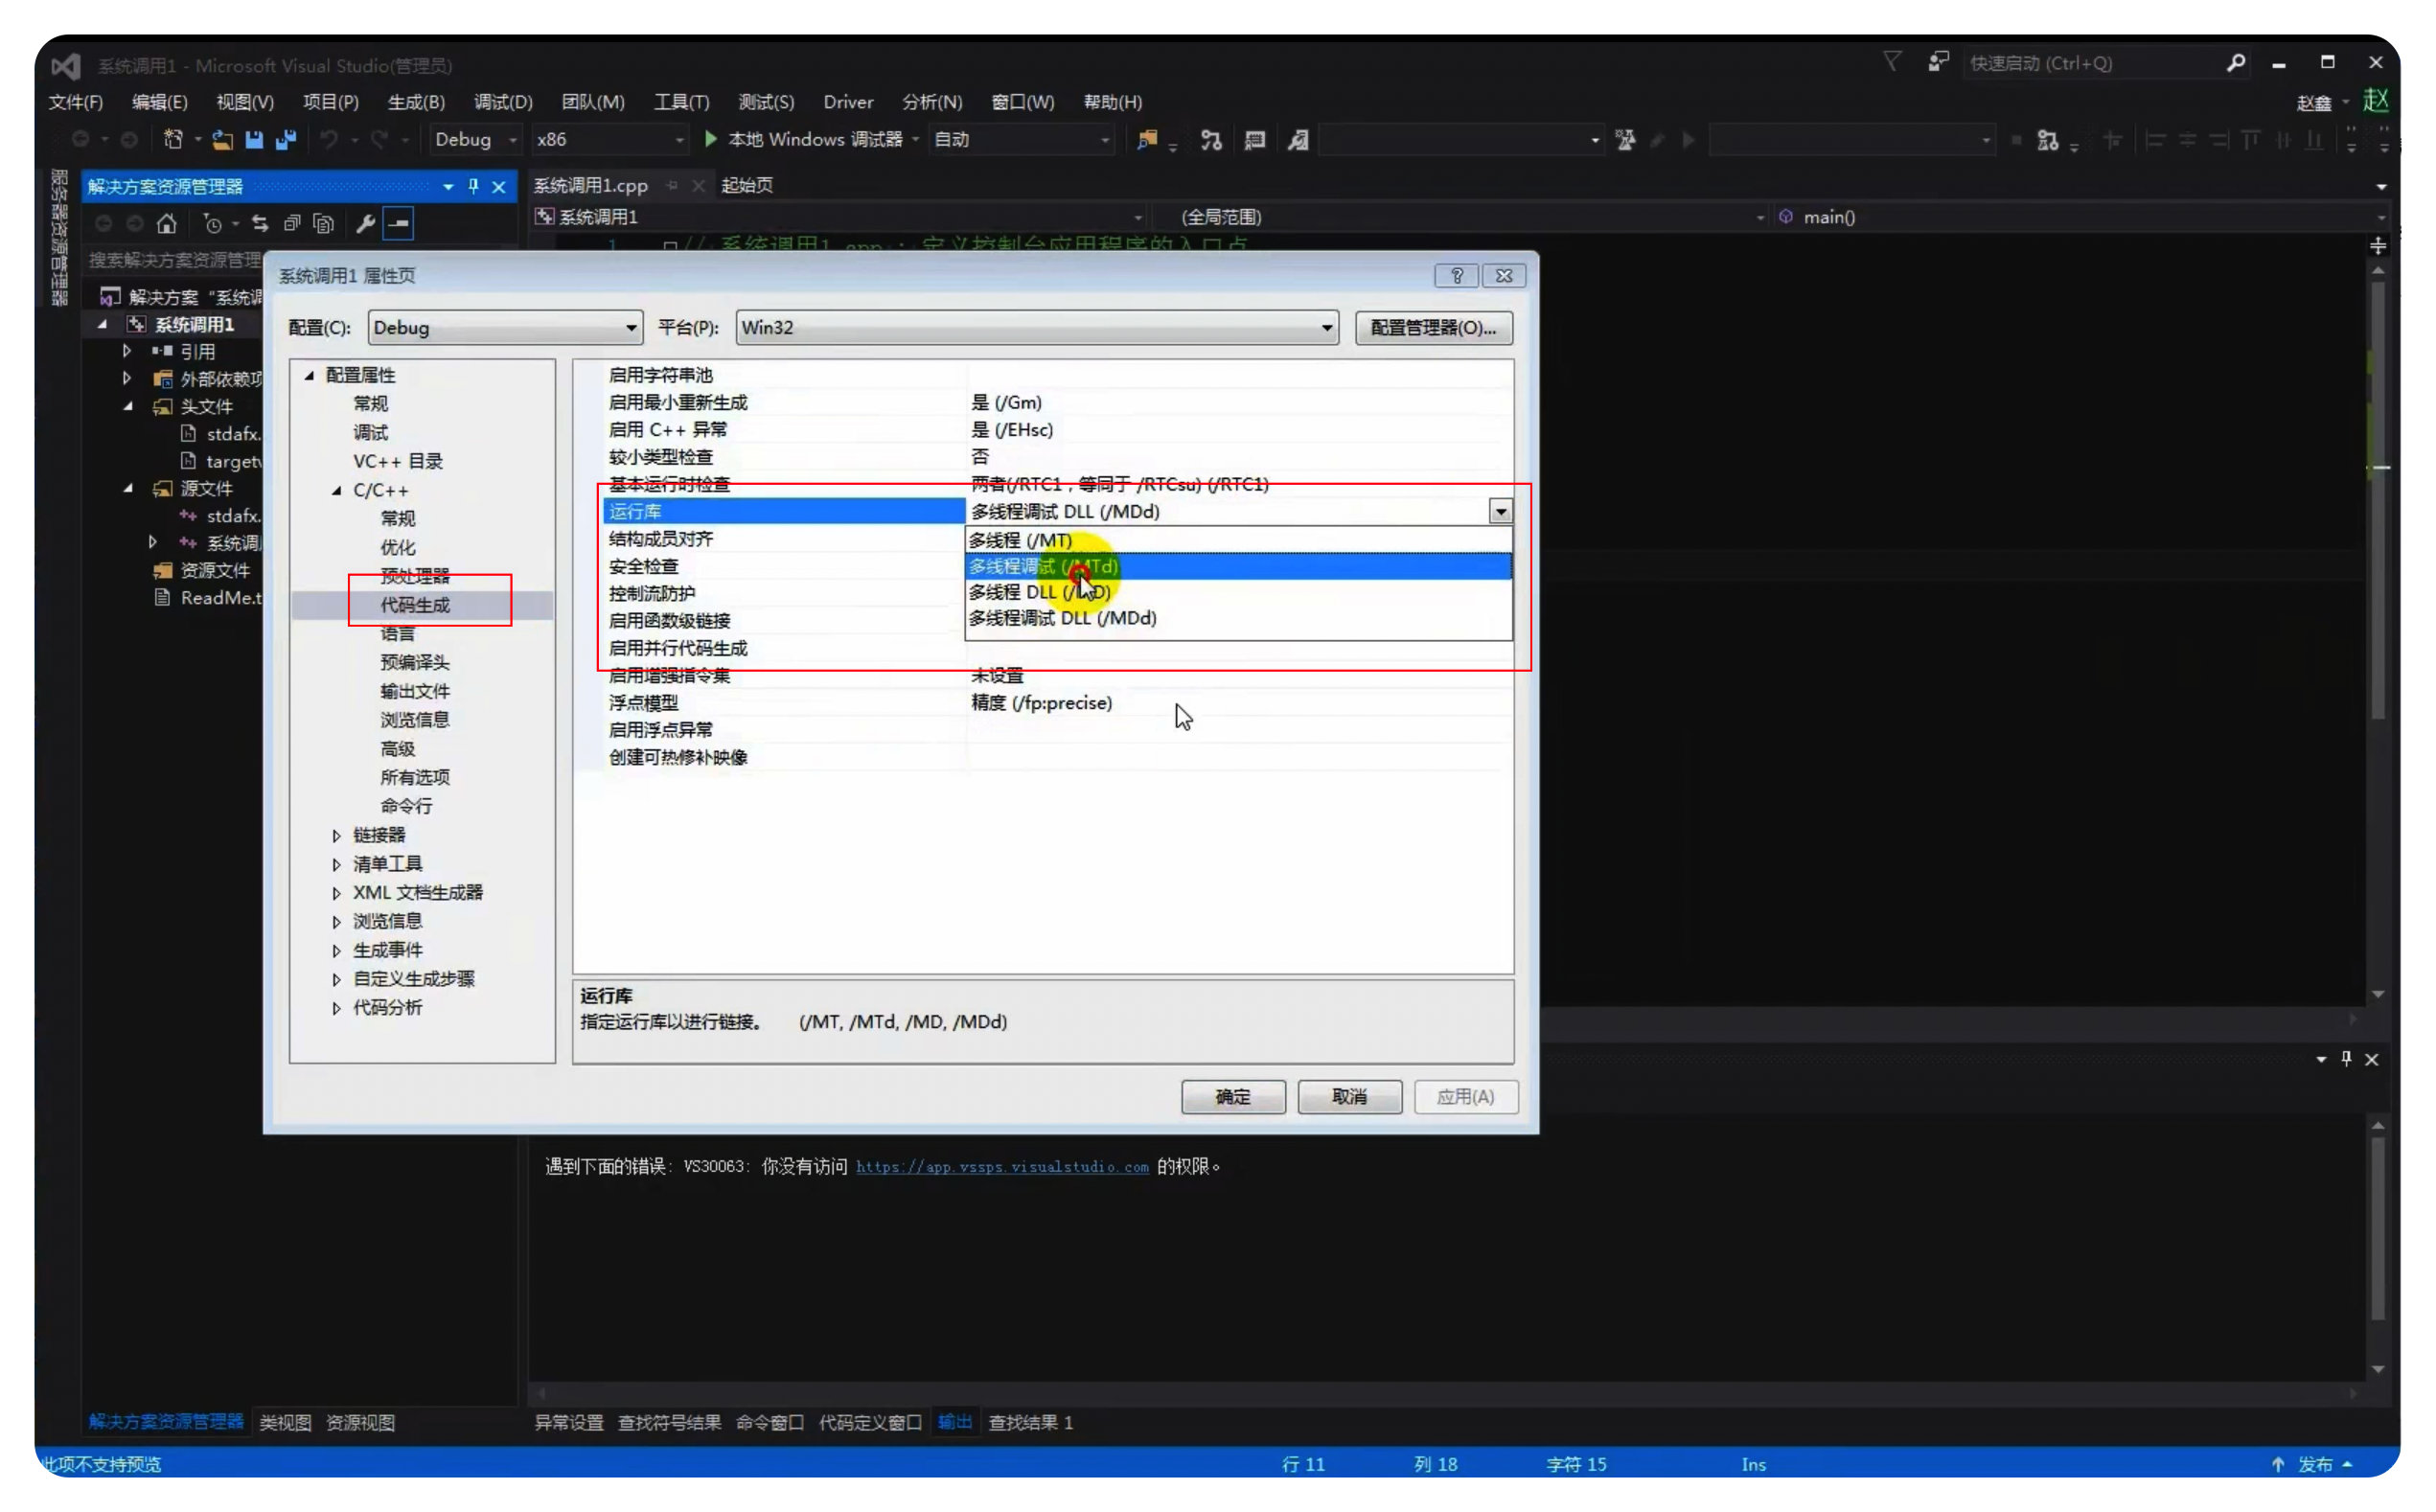 系统调用1 - Microsoft Visual Studio(管理员)
快速启动 (Ctrl+Q)
文件(F) 编辑(E) 视图(V) 项目(P) 生成(B) 调试(D) 团队(M) 工具(T) 测试(S) Driver 分析(N) 窗口(W) 帮助(H)
赵鑫 赵
Debug x86 本地 Windows 调试器 自动
服务器资源管理器
解决方案资源管理器
系统调用1.cpp 起始页
系统调用1 (全局范围) main()
搜索解决方案资源管理
解决方案 "系统调
系统调用1
引用
外部依赖项
头文件
stdafx.
targetv
源文件
stdafx.
系统调
资源文件
ReadMe.t
1 // 系统调用1.cpp : 定义控制台应用程序的入口点
系统调用1 属性页
配置(C): Debug 平台(P): Win32 配置管理器(O)...
配置属性
常规
调试
VC++ 目录
C/C++
常规
优化
预处理器
代码生成
语言
预编译头
输出文件
浏览信息
高级
所有选项
命令行
链接器
清单工具
XML 文档生成器
浏览信息
生成事件
自定义生成步骤
代码分析
启用字符串池
启用最小重新生成 是 (/Gm)
启用 C++ 异常 是 (/EHsc)
较小类型检查 否
基本运行时检查 两者(/RTC1，等同于 /RTCsu) (/RTC1)
运行库 多线程调试 DLL (/MDd)
结构成员对齐 多线程 (/MT)
安全检查 多线程调试 (/MTd)
控制流防护 多线程 DLL (/MD)
启用函数级链接 多线程调试 DLL (/MDd)
启用并行代码生成
启用增强指令集 未设置
浮点模型 精度 (/fp:precise)
启用浮点异常
创建可热修补映像
运行库
指定运行库以进行链接。 (/MT, /MTd, /MD, /MDd)
确定 取消 应用(A)
遇到下面的错误: VS30063: 你没有访问 https://app.vssps.visualstudio.com 的权限。
解决方案资源管理器 类视图 资源视图
异常设置 查找符号结果 命令窗口 代码定义窗口 输出 查找结果 1
此项不支持预览
行 11 列 18 字符 15 Ins 发布